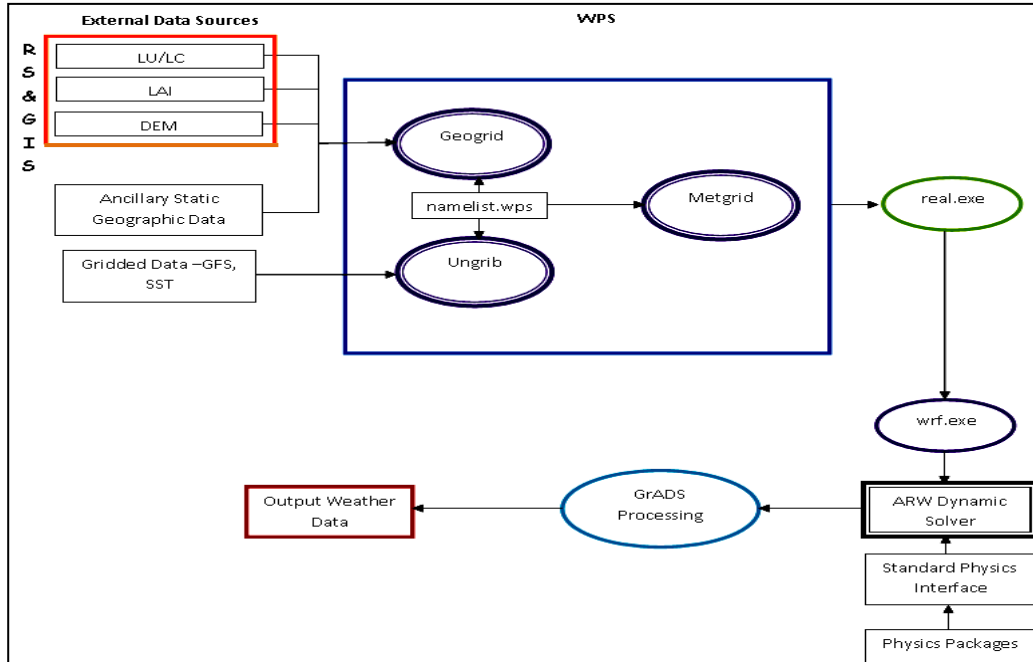 External Data Sources
WPS
R
S
&
G
I
S
LU/LC
LAI
DEM
Ancillary Static
Geographic Data
Gridded Data –GFS,
SST
Geogrid
namelist.wps
Ungrib
Metgrid
real.exe
wrf.exe
ARW Dynamic
Solver
GrADS
Processing
Output Weather
Data
Standard Physics
Interface
Physics Packages